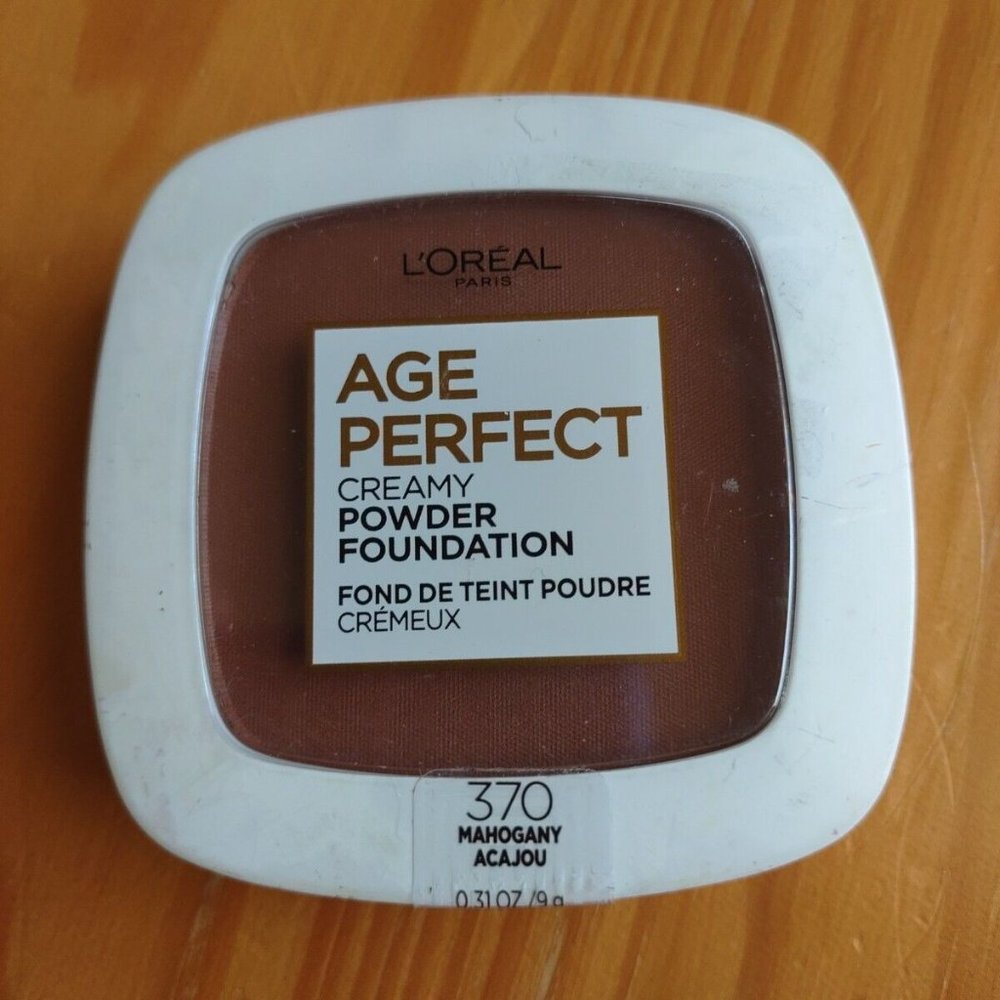 L'ORÉAL
PARIS
AGE
PERFECT
CREAMY
POWDER
FOUNDATION
FOND DE TEINT POUDRE
CRÉMEUX
370
MAHOGANY
ACAJOU
0.31 OZ /9 g